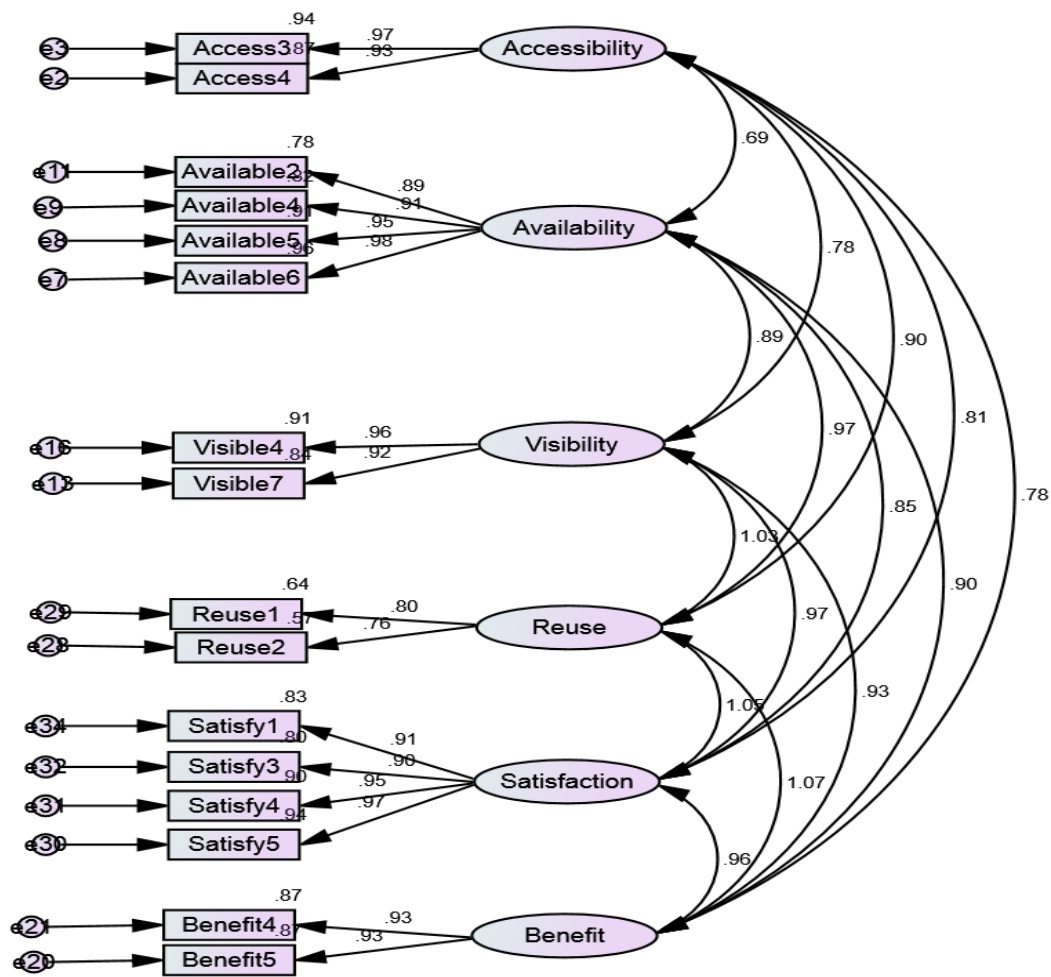 .94
e3 Access3 .87 .97 Accessibility
.93
e2 Access4
.69
.78
e11 Available2 .89
.82
e9 Available4 .91
.91
e8 Available5 .95 Availability
.98
.96
e7 Available6
.78
.89
.90
.81
.91
.97
e16 Visible4 .96 Visibility
.84 .92
e13 Visible7
.78
.85
1.03
.90
.64
e29 Reuse1 .80
.57 .76 Reuse
e28 Reuse2
.97
.83
.93
e34 Satisfy1 .91
1.05
.80
e32 Satisfy3 .90
.90 .95 Satisfaction
e31 Satisfy4 .97
1.07
.94
e30 Satisfy5
.96
.87
e21 Benefit4 .87 .93 Benefit
.93
e20 Benefit5